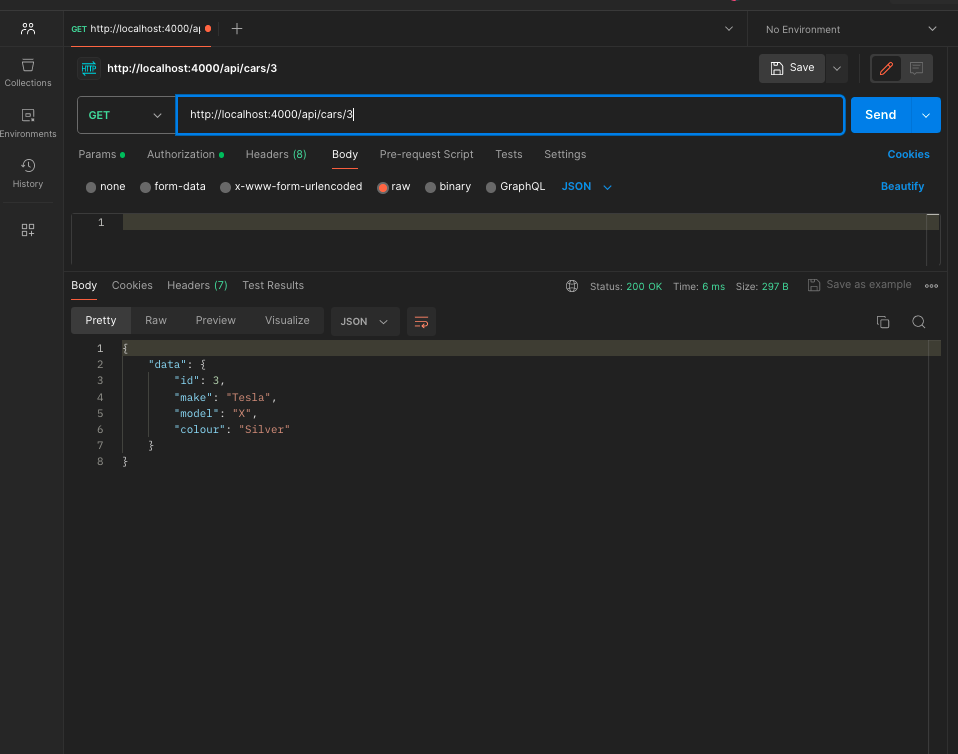 GET http://localhost:4000/ap
No Environment
http://localhost:4000/api/cars/3
Save
Collections
Environments
History
GET
http://localhost:4000/api/cars/3
Send
Params Authorization Headers (8) Body Pre-request Script Tests Settings Cookies
none form-data x-www-form-urlencoded raw binary GraphQL JSON Beautify
1
Body Cookies Headers (7) Test Results Status: 200 OK Time: 6 ms Size: 297 B Save as example
Pretty Raw Preview Visualize JSON
1 {
2 "data": {
3 "id": 3,
4 "make": "Tesla",
5 "model": "X",
6 "colour": "Silver"
7 }
8 }